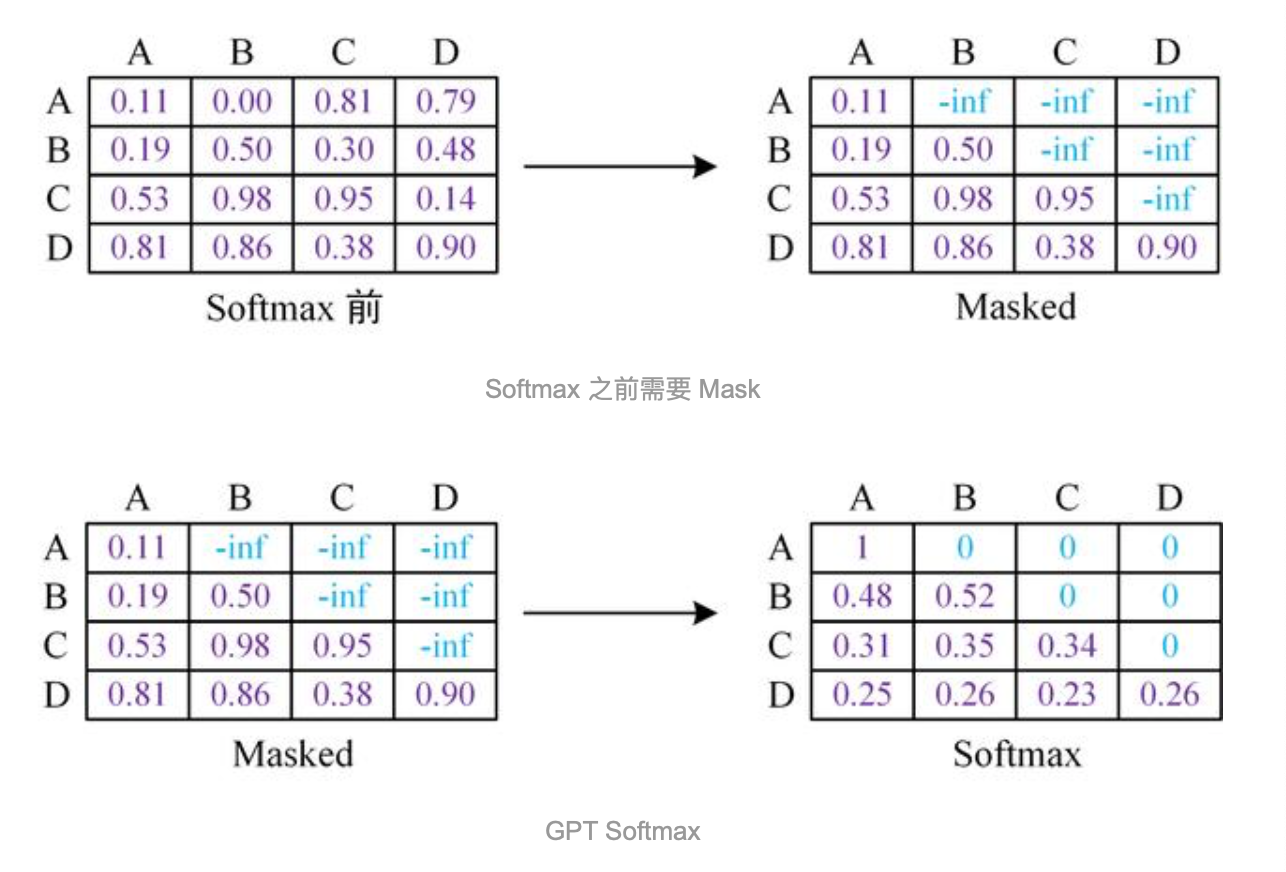 A B C D A B C D
A 0.11 0.00 0.81 0.79 A 0.11 -inf -inf -inf
B 0.19 0.50 0.30 0.48 B 0.19 0.50 -inf -inf
C 0.53 0.98 0.95 0.14 C 0.53 0.98 0.95 -inf
D 0.81 0.86 0.38 0.90 D 0.81 0.86 0.38 0.90
Softmax 前 Masked
Softmax 之前需要 Mask
A B C D A B C D
A 0.11 -inf -inf -inf A 1 0 0 0
B 0.19 0.50 -inf -inf B 0.48 0.52 0 0
C 0.53 0.98 0.95 -inf C 0.31 0.35 0.34 0
D 0.81 0.86 0.38 0.90 D 0.25 0.26 0.23 0.26
Masked Softmax
GPT Softmax